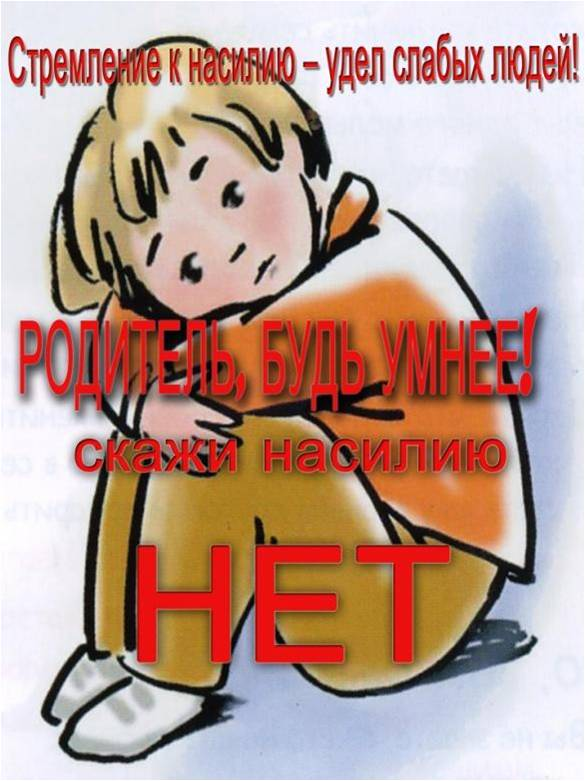 Стремление к насилию – удел слабых людей!
РОДИТЕЛЬ, БУДЬ УМНЕЕ!
скажи насилию
НЕТ